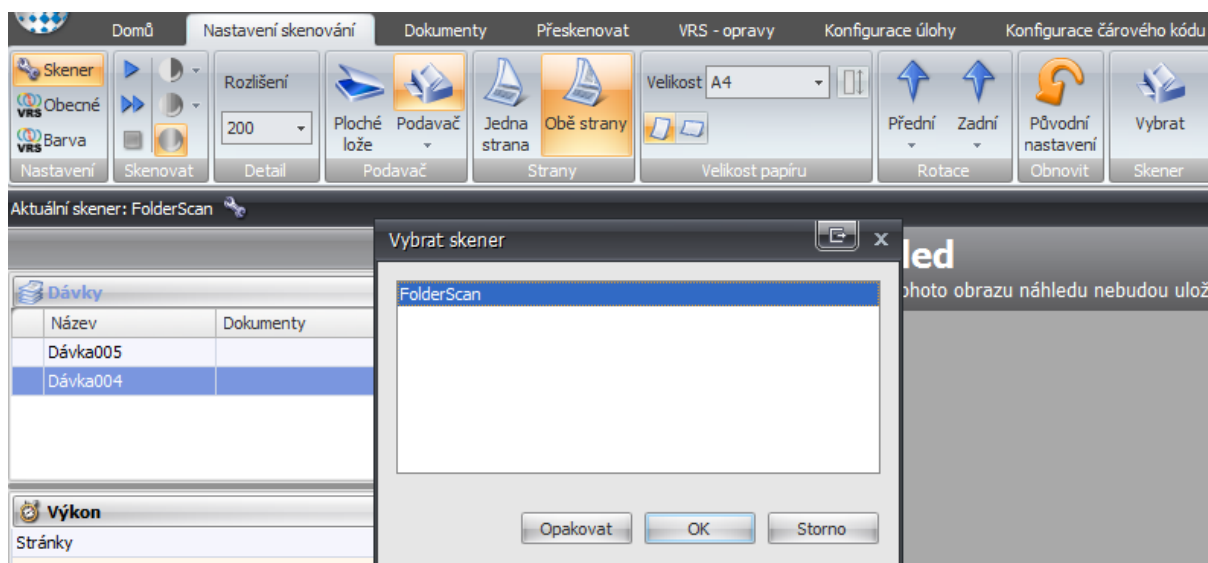 Domů Nastavení skenování Dokumenty Přeskenovat VRS - opravy Konfigurace úlohy Konfigurace čárového kódu
Skener
VRS Obecné
VRS Barva
Nastavení
Skenovat
Rozlišení
200
Detail
Ploché lože
Podavač
Podavač
Jedna strana
Obě strany
Strany
Velikost A4
Velikost papíru
Přední Zadní
Rotace
Původní nastavení
Obnovit
Vybrat
Skener
Aktuální skener: FolderScan
Dávky
Název Dokumenty
Dávka005
Dávka004
Výkon
Stránky
Vybrat skener
FolderScan
Opakovat OK Storno
led
ohoto obrazu náhledu nebudou ulož